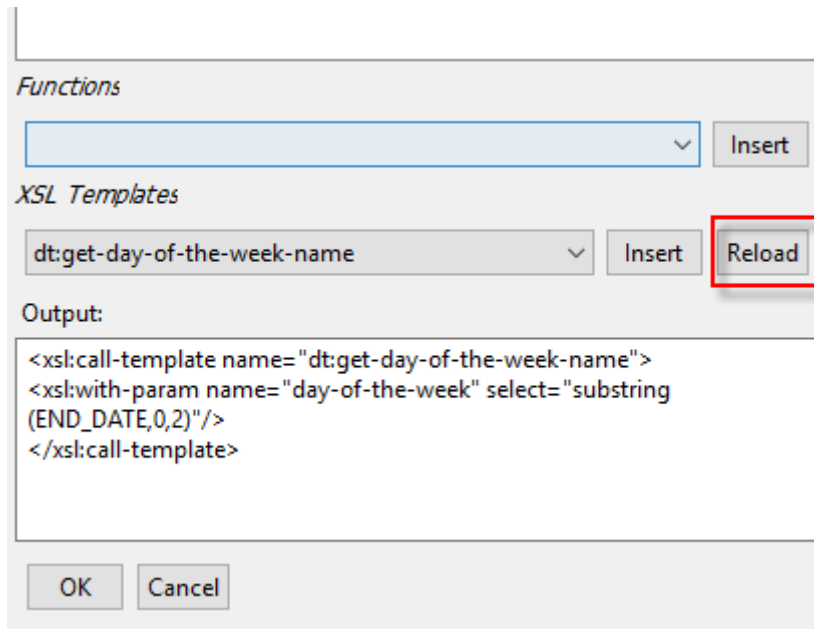 Functions
Insert
XSL Templates
dt:get-day-of-the-week-name
Insert
Reload
Output:
<xsl:call-template name="dt:get-day-of-the-week-name">
<xsl:with-param name="day-of-the-week" select="substring
(END_DATE,0,2)"/>
</xsl:call-template>
OK
Cancel